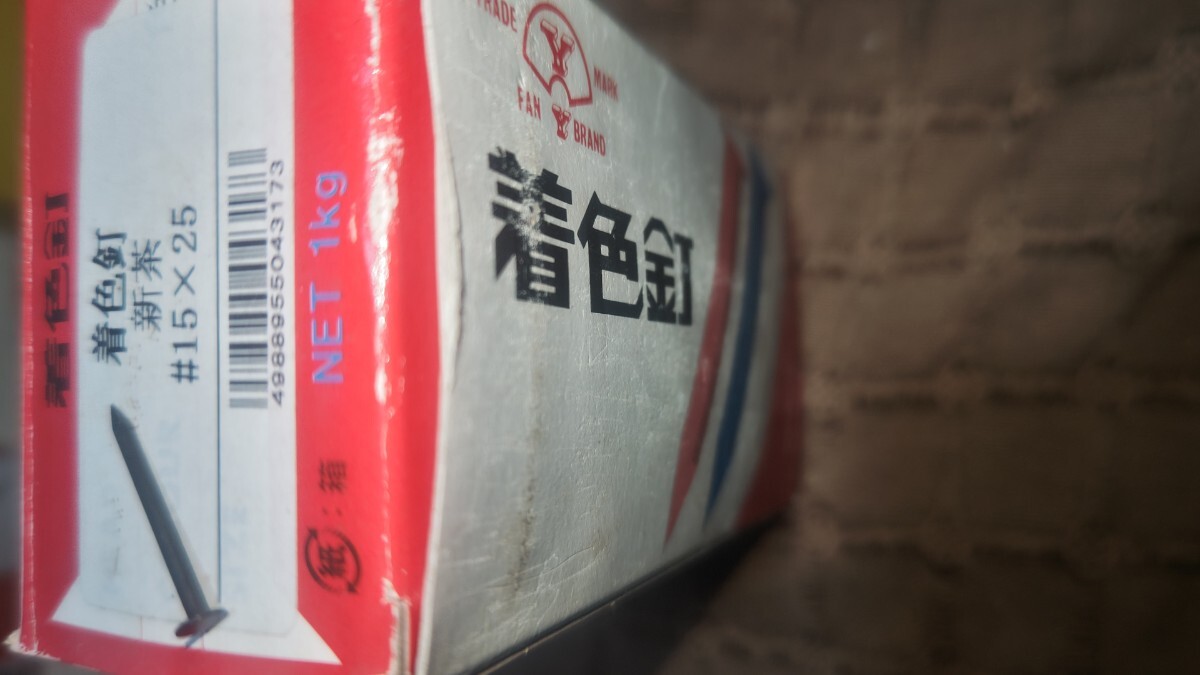 TRADE MARK
Y
FAN Y BRAND
着色釘
着色釘
着色釘
新茶
#15×25
4988955043173
NET 1kg
紙:箱